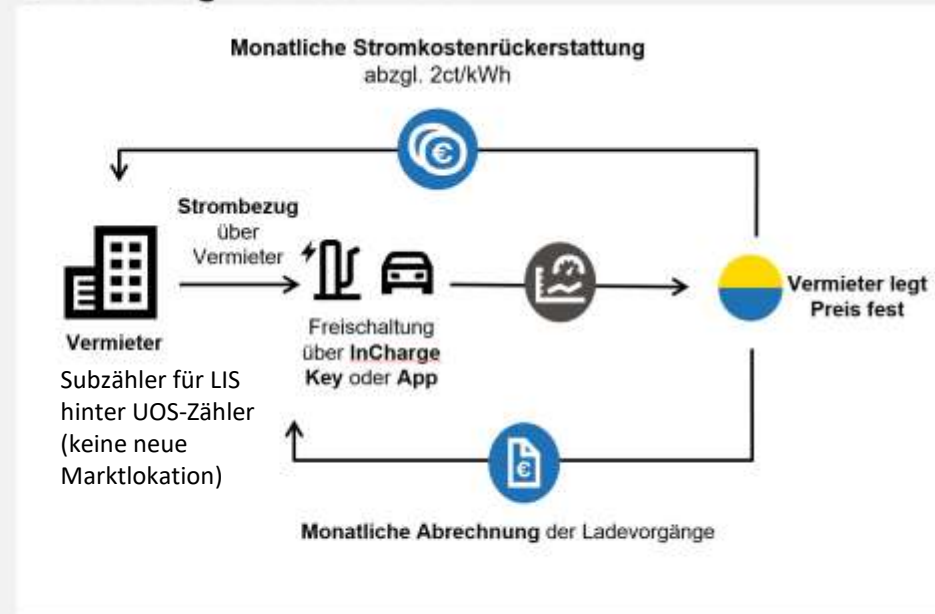 Monatliche Stromkostenrückerstattung
abzgl. 2ct/kWh
€
Strombezug
über
Vermieter
Vermieter legt
Preis fest
Vermieter
Freischaltung
über InCharge
Key oder App
Subzähler für LIS
hinter UOS-Zähler
(keine neue
Marktlokation)
€
Monatliche Abrechnung der Ladevorgänge